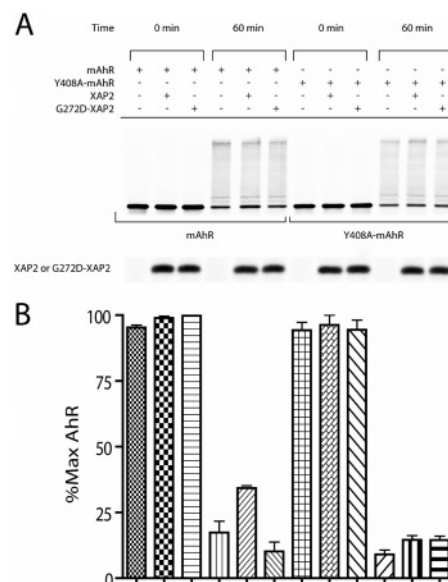 A
Time 0 min 60 min 0 min 60 min
mAhR + + + + + + - - - - - -
Y408A-mAhR - - - - - - + + + + + +
XAP2 - + - - + - - + - - + -
G272D-XAP2 - - + - - + - - + - - +
mAhR Y408A-mAhR
XAP2 or G272D-XAP2
B
100
75
50
25
0
%Max AhR